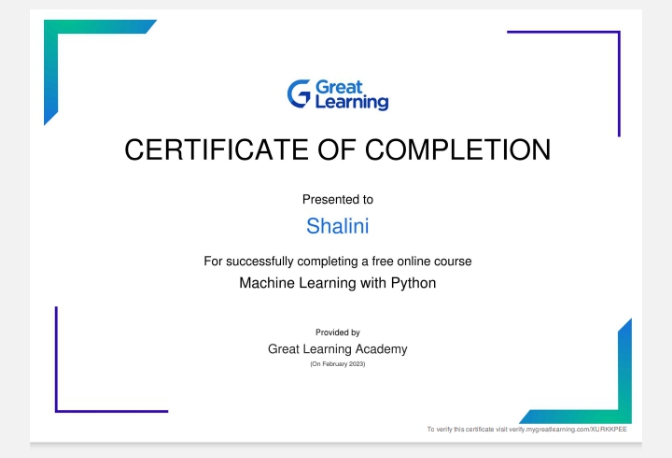 Great
Learning
CERTIFICATE OF COMPLETION
Presented to
Shalini
For successfully completing a free online course
Machine Learning with Python
Provided by
Great Learning Academy
(On February 2023)
To verify this certificate visit verify.mygreatlearning.com/XURKKPEE